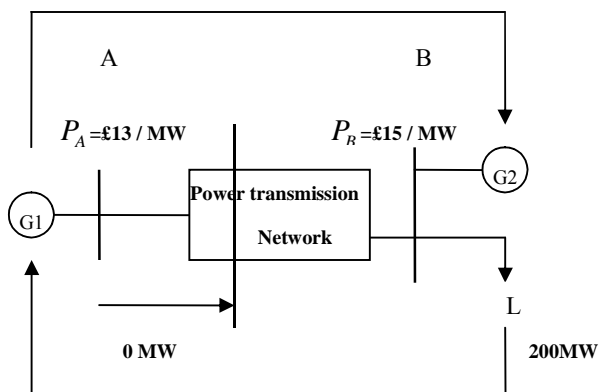 A
B
P_A =£13 / MW
P_B =£15 / MW
G2
Power transmission
G1
Network
L
0 MW
200MW